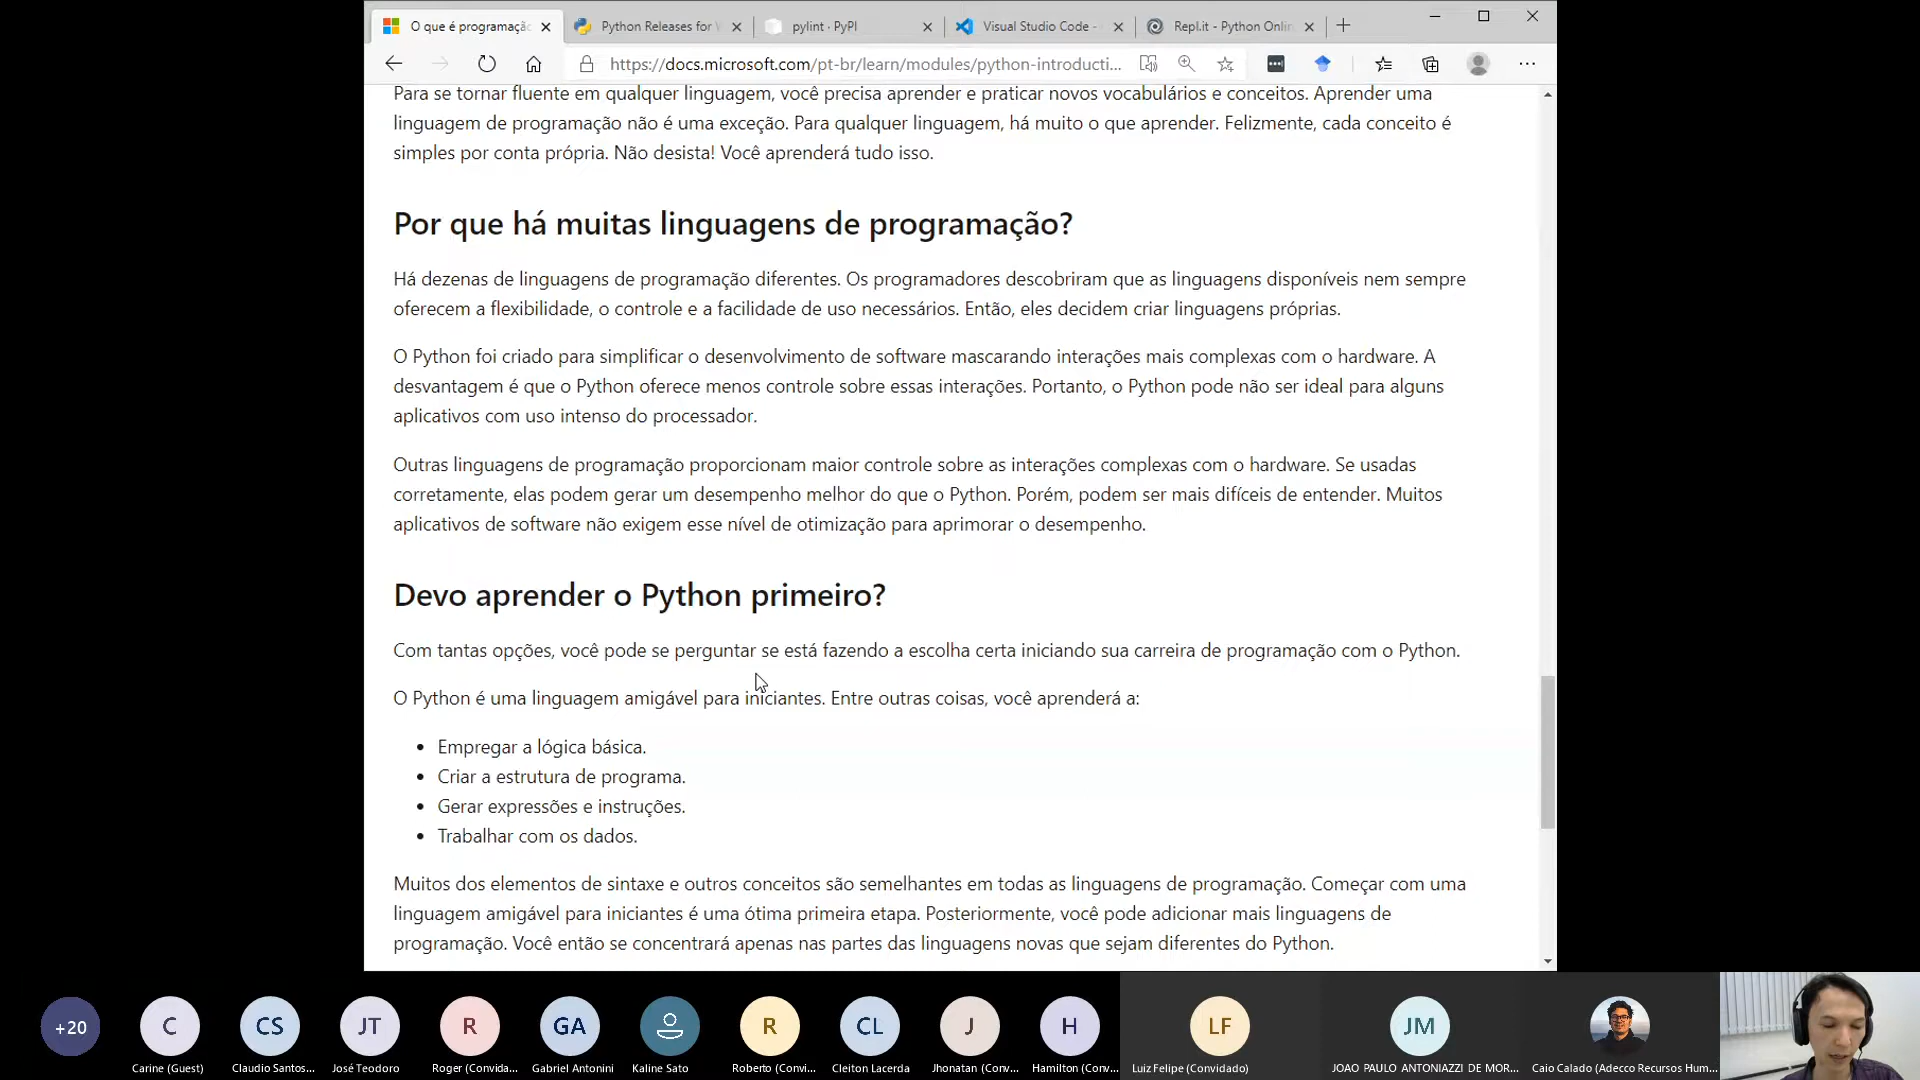 O que é programaçã
Python Releases for W
pylint · PyPI
Visual Studio Code -
Repl.it - Python Onlin
https://docs.microsoft.com/pt-br/learn/modules/python-introducti...
Para se tornar fluente em qualquer linguagem, você precisa aprender e praticar novos vocabulários e conceitos. Aprender uma
linguagem de programação não é uma exceção. Para qualquer linguagem, há muito o que aprender. Felizmente, cada conceito é
simples por conta própria. Não desista! Você aprenderá tudo isso.
Por que há muitas linguagens de programação?
Há dezenas de linguagens de programação diferentes. Os programadores descobriram que as linguagens disponíveis nem sempre
oferecem a flexibilidade, o controle e a facilidade de uso necessários. Então, eles decidem criar linguagens próprias.
O Python foi criado para simplificar o desenvolvimento de software mascarando interações mais complexas com o hardware. A
desvantagem é que o Python oferece menos controle sobre essas interações. Portanto, o Python pode não ser ideal para alguns
aplicativos com uso intenso do processador.
Outras linguagens de programação proporcionam maior controle sobre as interações complexas com o hardware. Se usadas
corretamente, elas podem gerar um desempenho melhor do que o Python. Porém, podem ser mais difíceis de entender. Muitos
aplicativos de software não exigem esse nível de otimização para aprimorar o desempenho.
Devo aprender o Python primeiro?
Com tantas opções, você pode se perguntar se está fazendo a escolha certa iniciando sua carreira de programação com o Python.
O Python é uma linguagem amigável para iniciantes. Entre outras coisas, você aprenderá a:
• Empregar a lógica básica.
• Criar a estrutura de programa.
• Gerar expressões e instruções.
• Trabalhar com os dados.
Muitos dos elementos de sintaxe e outros conceitos são semelhantes em todas as linguagens de programação. Começar com uma
linguagem amigável para iniciantes é uma ótima primeira etapa. Posteriormente, você pode adicionar mais linguagens de
programação. Você então se concentrará apenas nas partes das linguagens novas que sejam diferentes do Python.
+20 C CS JT R GA R CL J H LF JM
Carine (Guest) Claudio Santos... José Teodoro Roger (Convida... Gabriel Antonini Kaline Sato Roberto (Convi... Cleiton Lacerda Jhonatan (Conv... Hamilton (Conv... Luiz Felipe (Convidado) JOAO PAULO ANTONIAZZI DE MOR... Caio Calado (Adecco Recursos Hum...